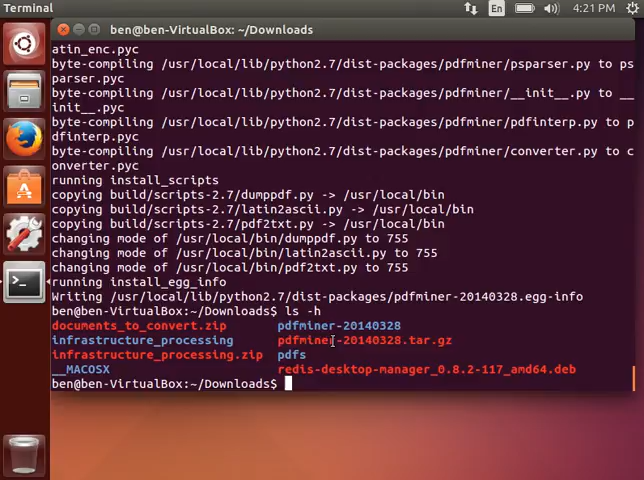 Terminal
En
4:21 PM
ben@ben-VirtualBox: ~/Downloads
atin_enc.pyc
byte-compiling /usr/local/lib/python2.7/dist-packages/pdfminer/psparser.py to ps
parser.pyc
byte-compiling /usr/local/lib/python2.7/dist-packages/pdfminer/__init__.py to __
init__.pyc
byte-compiling /usr/local/lib/python2.7/dist-packages/pdfminer/pdfinterp.py to p
dfinterp.pyc
byte-compiling /usr/local/lib/python2.7/dist-packages/pdfminer/converter.py to c
onverter.pyc
running install_scripts
copying build/scripts-2.7/dumppdf.py -> /usr/local/bin
copying build/scripts-2.7/latin2ascii.py -> /usr/local/bin
copying build/scripts-2.7/pdf2txt.py -> /usr/local/bin
changing mode of /usr/local/bin/dumppdf.py to 755
changing mode of /usr/local/bin/latin2ascii.py to 755
changing mode of /usr/local/bin/pdf2txt.py to 755
running install_egg_info
Writing /usr/local/lib/python2.7/dist-packages/pdfminer-20140328.egg-info
ben@ben-VirtualBox:~/Downloads$ ls -h
documents_to_convert.zip pdfminer-20140328
infrastructure_processing pdfminer-20140328.tar.gz
infrastructure_processing.zip pdfs
__MACOSX redis-desktop-manager_0.8.2-117_amd64.deb
ben@ben-VirtualBox:~/Downloads$